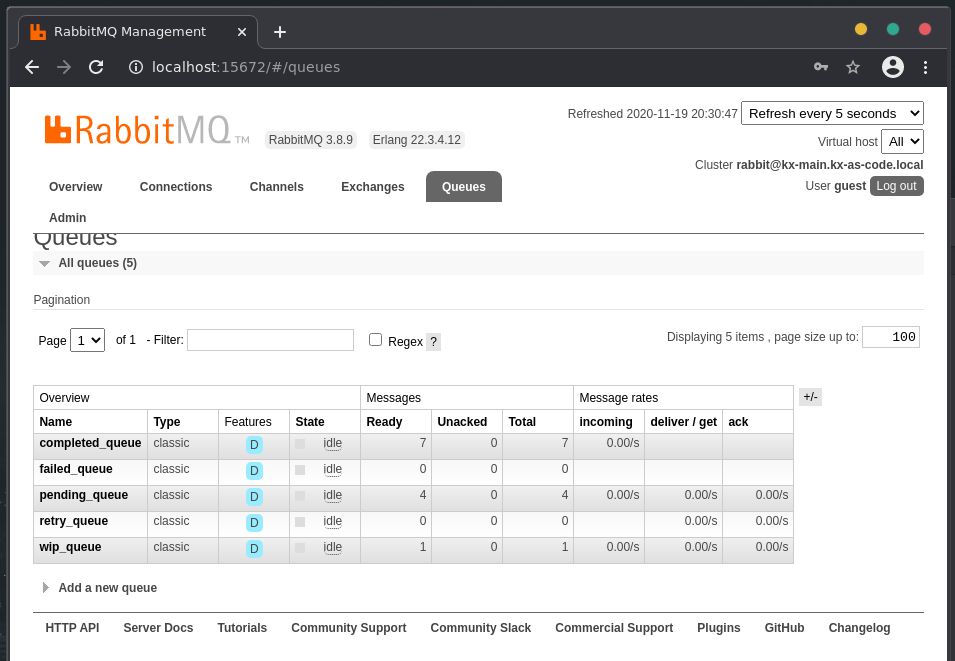 RabbitMQ Management
localhost:15672/#/queues
Refreshed 2020-11-19 20:30:47 Refresh every 5 seconds
RabbitMQ TM RabbitMQ 3.8.9 Erlang 22.3.4.12
Virtual host All
Cluster rabbit@kx-main.kx-as-code.local
User guest Log out
Overview Connections Channels Exchanges Queues
Admin
Queues
All queues (5)
Pagination
Page 1 of 1 - Filter: Regex ? Displaying 5 items , page size up to: 100
Overview Messages Message rates +/-
Name Type Features State Ready Unacked Total incoming deliver / get ack
completed_queue classic D idle 7 0 7 0.00/s
failed_queue classic D idle 0 0 0
pending_queue classic D idle 4 0 4 0.00/s 0.00/s 0.00/s
retry_queue classic D idle 0 0 0 0.00/s 0.00/s
wip_queue classic D idle 1 0 1 0.00/s 0.00/s 0.00/s
Add a new queue
HTTP API Server Docs Tutorials Community Support Community Slack Commercial Support Plugins GitHub Changelog